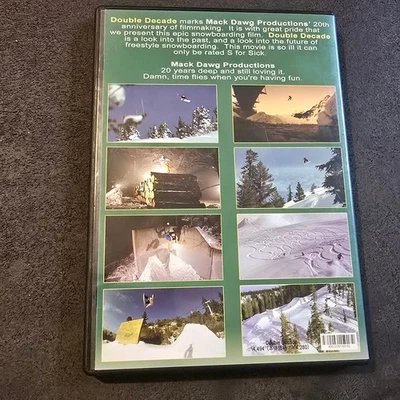 Double Decade marks Mack Dawg Productions' 20th
anniversary of filmmaking. It is with great pride that
we present this epic snowboarding film. Double Decade
is a look into the past, and a look into the future of
freestyle snowboarding. This movie is so ill it can
only be rated S for Sick.
Mack Dawg Productions
20 years deep and still loving it.
Damn, time flies when you're having fun.